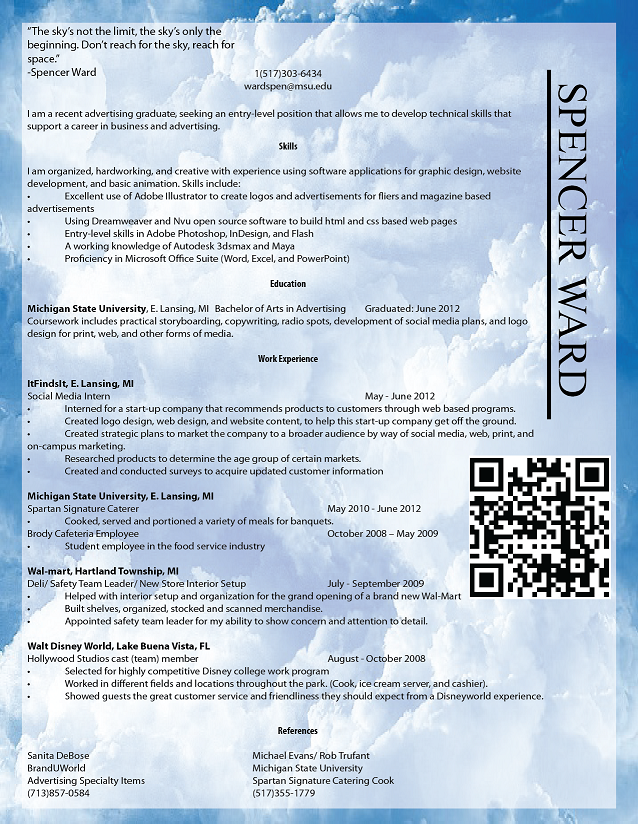 “The sky’s not the limit, the sky’s only the
beginning. Don’t reach for the sky, reach for
space.”
-Spencer Ward
1(517)303-6434
wardspen@msu.edu
SPENCER WARD
I am a recent advertising graduate, seeking an entry-level position that allows me to develop technical skills that
support a career in business and advertising.
Skills
I am organized, hardworking, and creative with experience using software applications for graphic design, website
development, and basic animation. Skills include:
• Excellent use of Adobe Illustrator to create logos and advertisements for fliers and magazine based
advertisements
• Using Dreamweaver and Nvu open source software to build html and css based web pages
• Entry-level skills in Adobe Photoshop, InDesign, and Flash
• A working knowledge of Autodesk 3dsmax and Maya
• Proficiency in Microsoft Office Suite (Word, Excel, and PowerPoint)
Education
Michigan State University, E. Lansing, MI Bachelor of Arts in Advertising Graduated: June 2012
Coursework includes practical storyboarding, copywriting, radio spots, development of social media plans, and logo
design for print, web, and other forms of media.
Work Experience
ItFindsIt, E. Lansing, MI
Social Media Intern May - June 2012
• Interned for a start-up company that recommends products to customers through web based programs.
• Created logo design, web design, and website content, to help this start-up company get off the ground.
• Created strategic plans to market the company to a broader audience by way of social media, web, print, and
on-campus marketing.
• Researched products to determine the age group of certain markets.
• Created and conducted surveys to acquire updated customer information
Michigan State University, E. Lansing, MI
Spartan Signature Caterer May 2010 - June 2012
• Cooked, served and portioned a variety of meals for banquets.
Brody Cafeteria Employee October 2008 – May 2009
• Student employee in the food service industry
Wal-mart, Hartland Township, MI
Deli/ Safety Team Leader/ New Store Interior Setup July - September 2009
• Helped with interior setup and organization for the grand opening of a brand new Wal-Mart
• Built shelves, organized, stocked and scanned merchandise.
• Appointed safety team leader for my ability to show concern and attention to detail.
Walt Disney World, Lake Buena Vista, FL
Hollywood Studios cast (team) member August - October 2008
• Selected for highly competitive Disney college work program
• Worked in different fields and locations throughout the park. (Cook, ice cream server, and cashier).
• Showed guests the great customer service and friendliness they should expect from a Disneyworld experience.
References
Sanita DeBose Michael Evans/ Rob Trufant
BrandUWorld Michigan State University
Advertising Specialty Items Spartan Signature Catering Cook
(713)857-0584 (517)355-1779